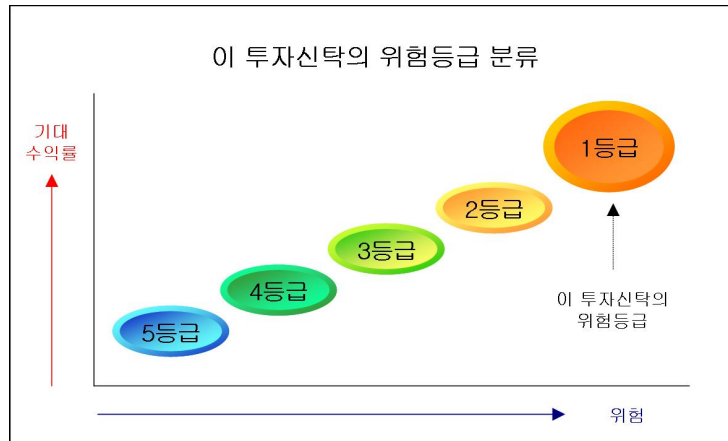 이 투자신탁의 위험등급 분류
기대
수익률
1등급
2등급
3등급
4등급
5등급
이 투자신탁의
위험등급
위험